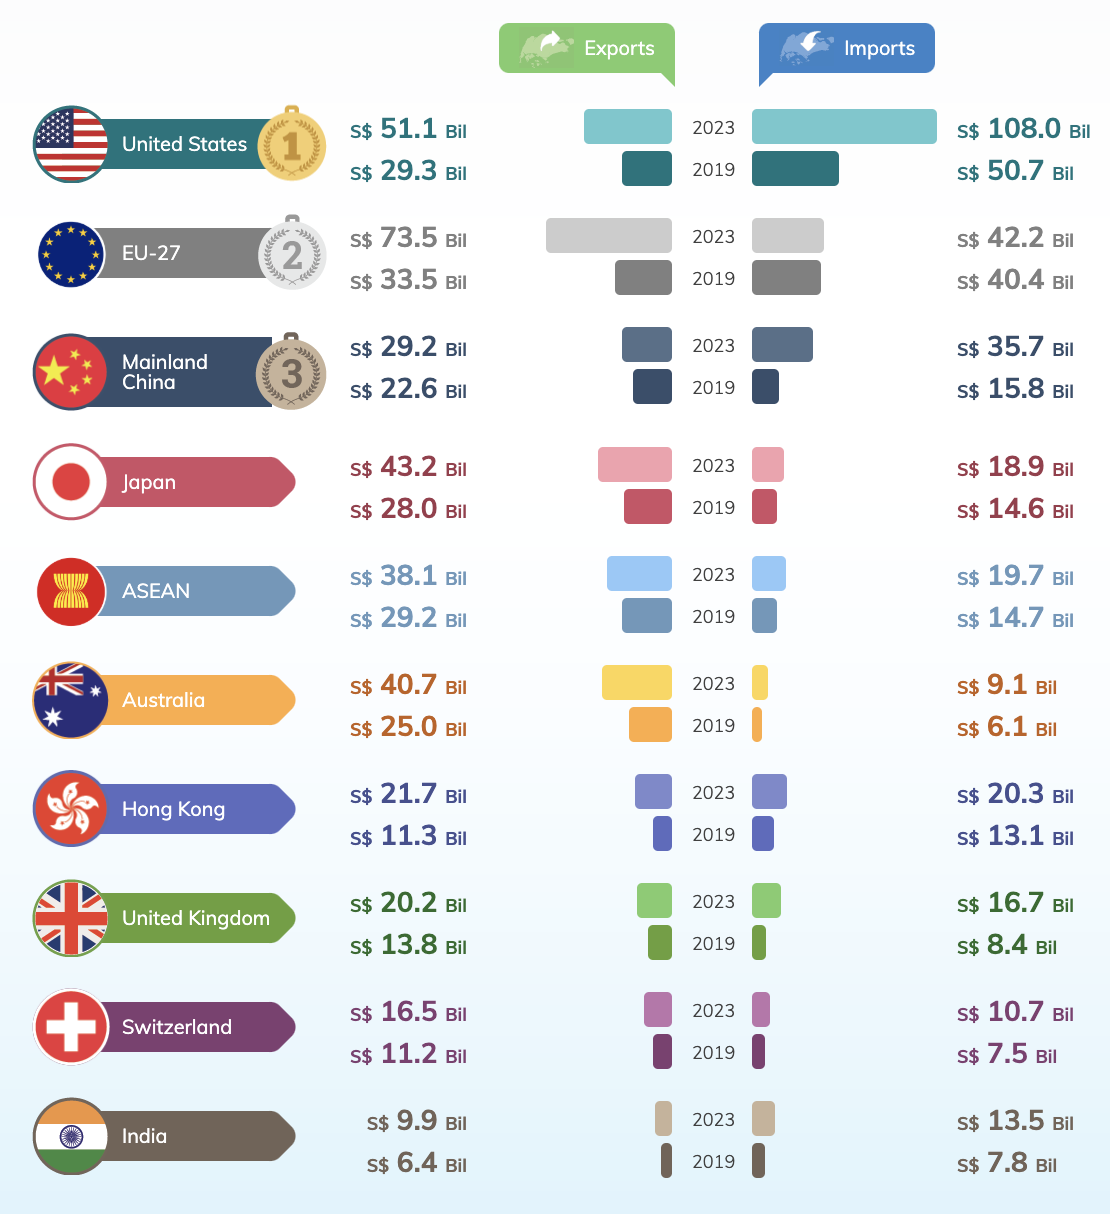 Exports
Imports
United States
1
S$ 51.1 Bil
2023
S$ 108.0 Bil
S$ 29.3 Bil
2019
S$ 50.7 Bil
EU-27
2
S$ 73.5 Bil
2023
S$ 42.2 Bil
S$ 33.5 Bil
2019
S$ 40.4 Bil
Mainland
China
3
S$ 29.2 Bil
2023
S$ 35.7 Bil
S$ 22.6 Bil
2019
S$ 15.8 Bil
Japan
S$ 43.2 Bil
2023
S$ 18.9 Bil
S$ 28.0 Bil
2019
S$ 14.6 Bil
ASEAN
S$ 38.1 Bil
2023
S$ 19.7 Bil
S$ 29.2 Bil
2019
S$ 14.7 Bil
Australia
S$ 40.7 Bil
2023
S$ 9.1 Bil
S$ 25.0 Bil
2019
S$ 6.1 Bil
Hong Kong
S$ 21.7 Bil
2023
S$ 20.3 Bil
S$ 11.3 Bil
2019
S$ 13.1 Bil
United Kingdom
S$ 20.2 Bil
2023
S$ 16.7 Bil
S$ 13.8 Bil
2019
S$ 8.4 Bil
Switzerland
S$ 16.5 Bil
2023
S$ 10.7 Bil
S$ 11.2 Bil
2019
S$ 7.5 Bil
India
S$ 9.9 Bil
2023
S$ 13.5 Bil
S$ 6.4 Bil
2019
S$ 7.8 Bil